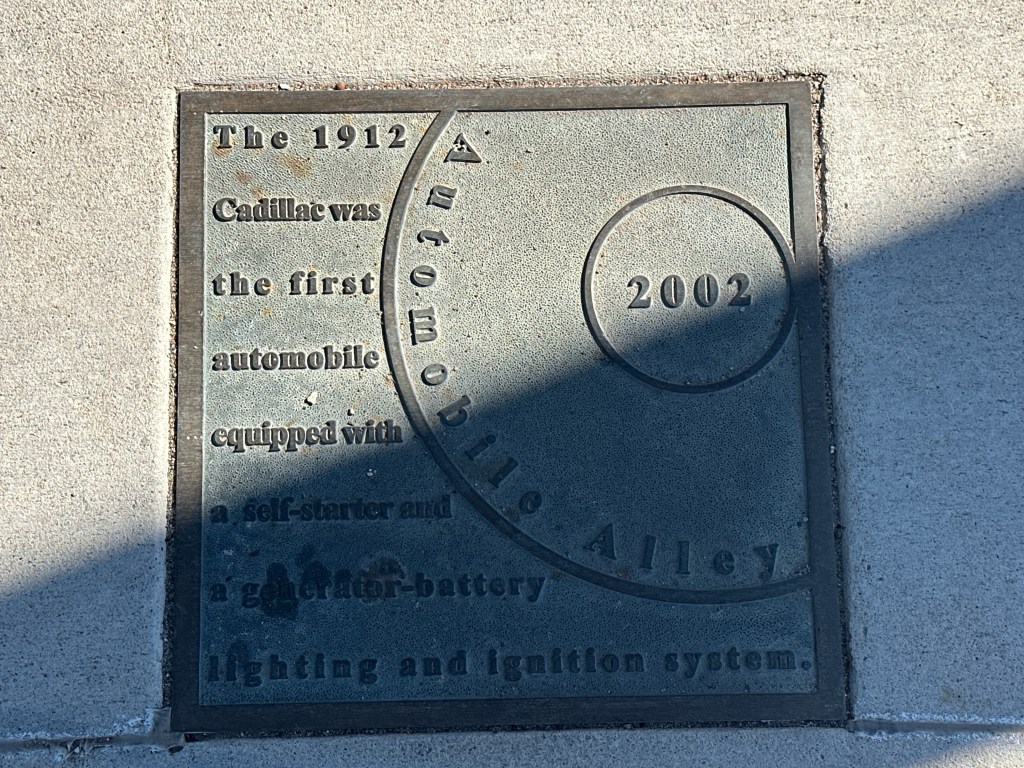 The 1912
Cadillac was
the first
automobile
equipped with
a self-starter and
a generator-battery
lighting and ignition system.
Automobile Alley
2002